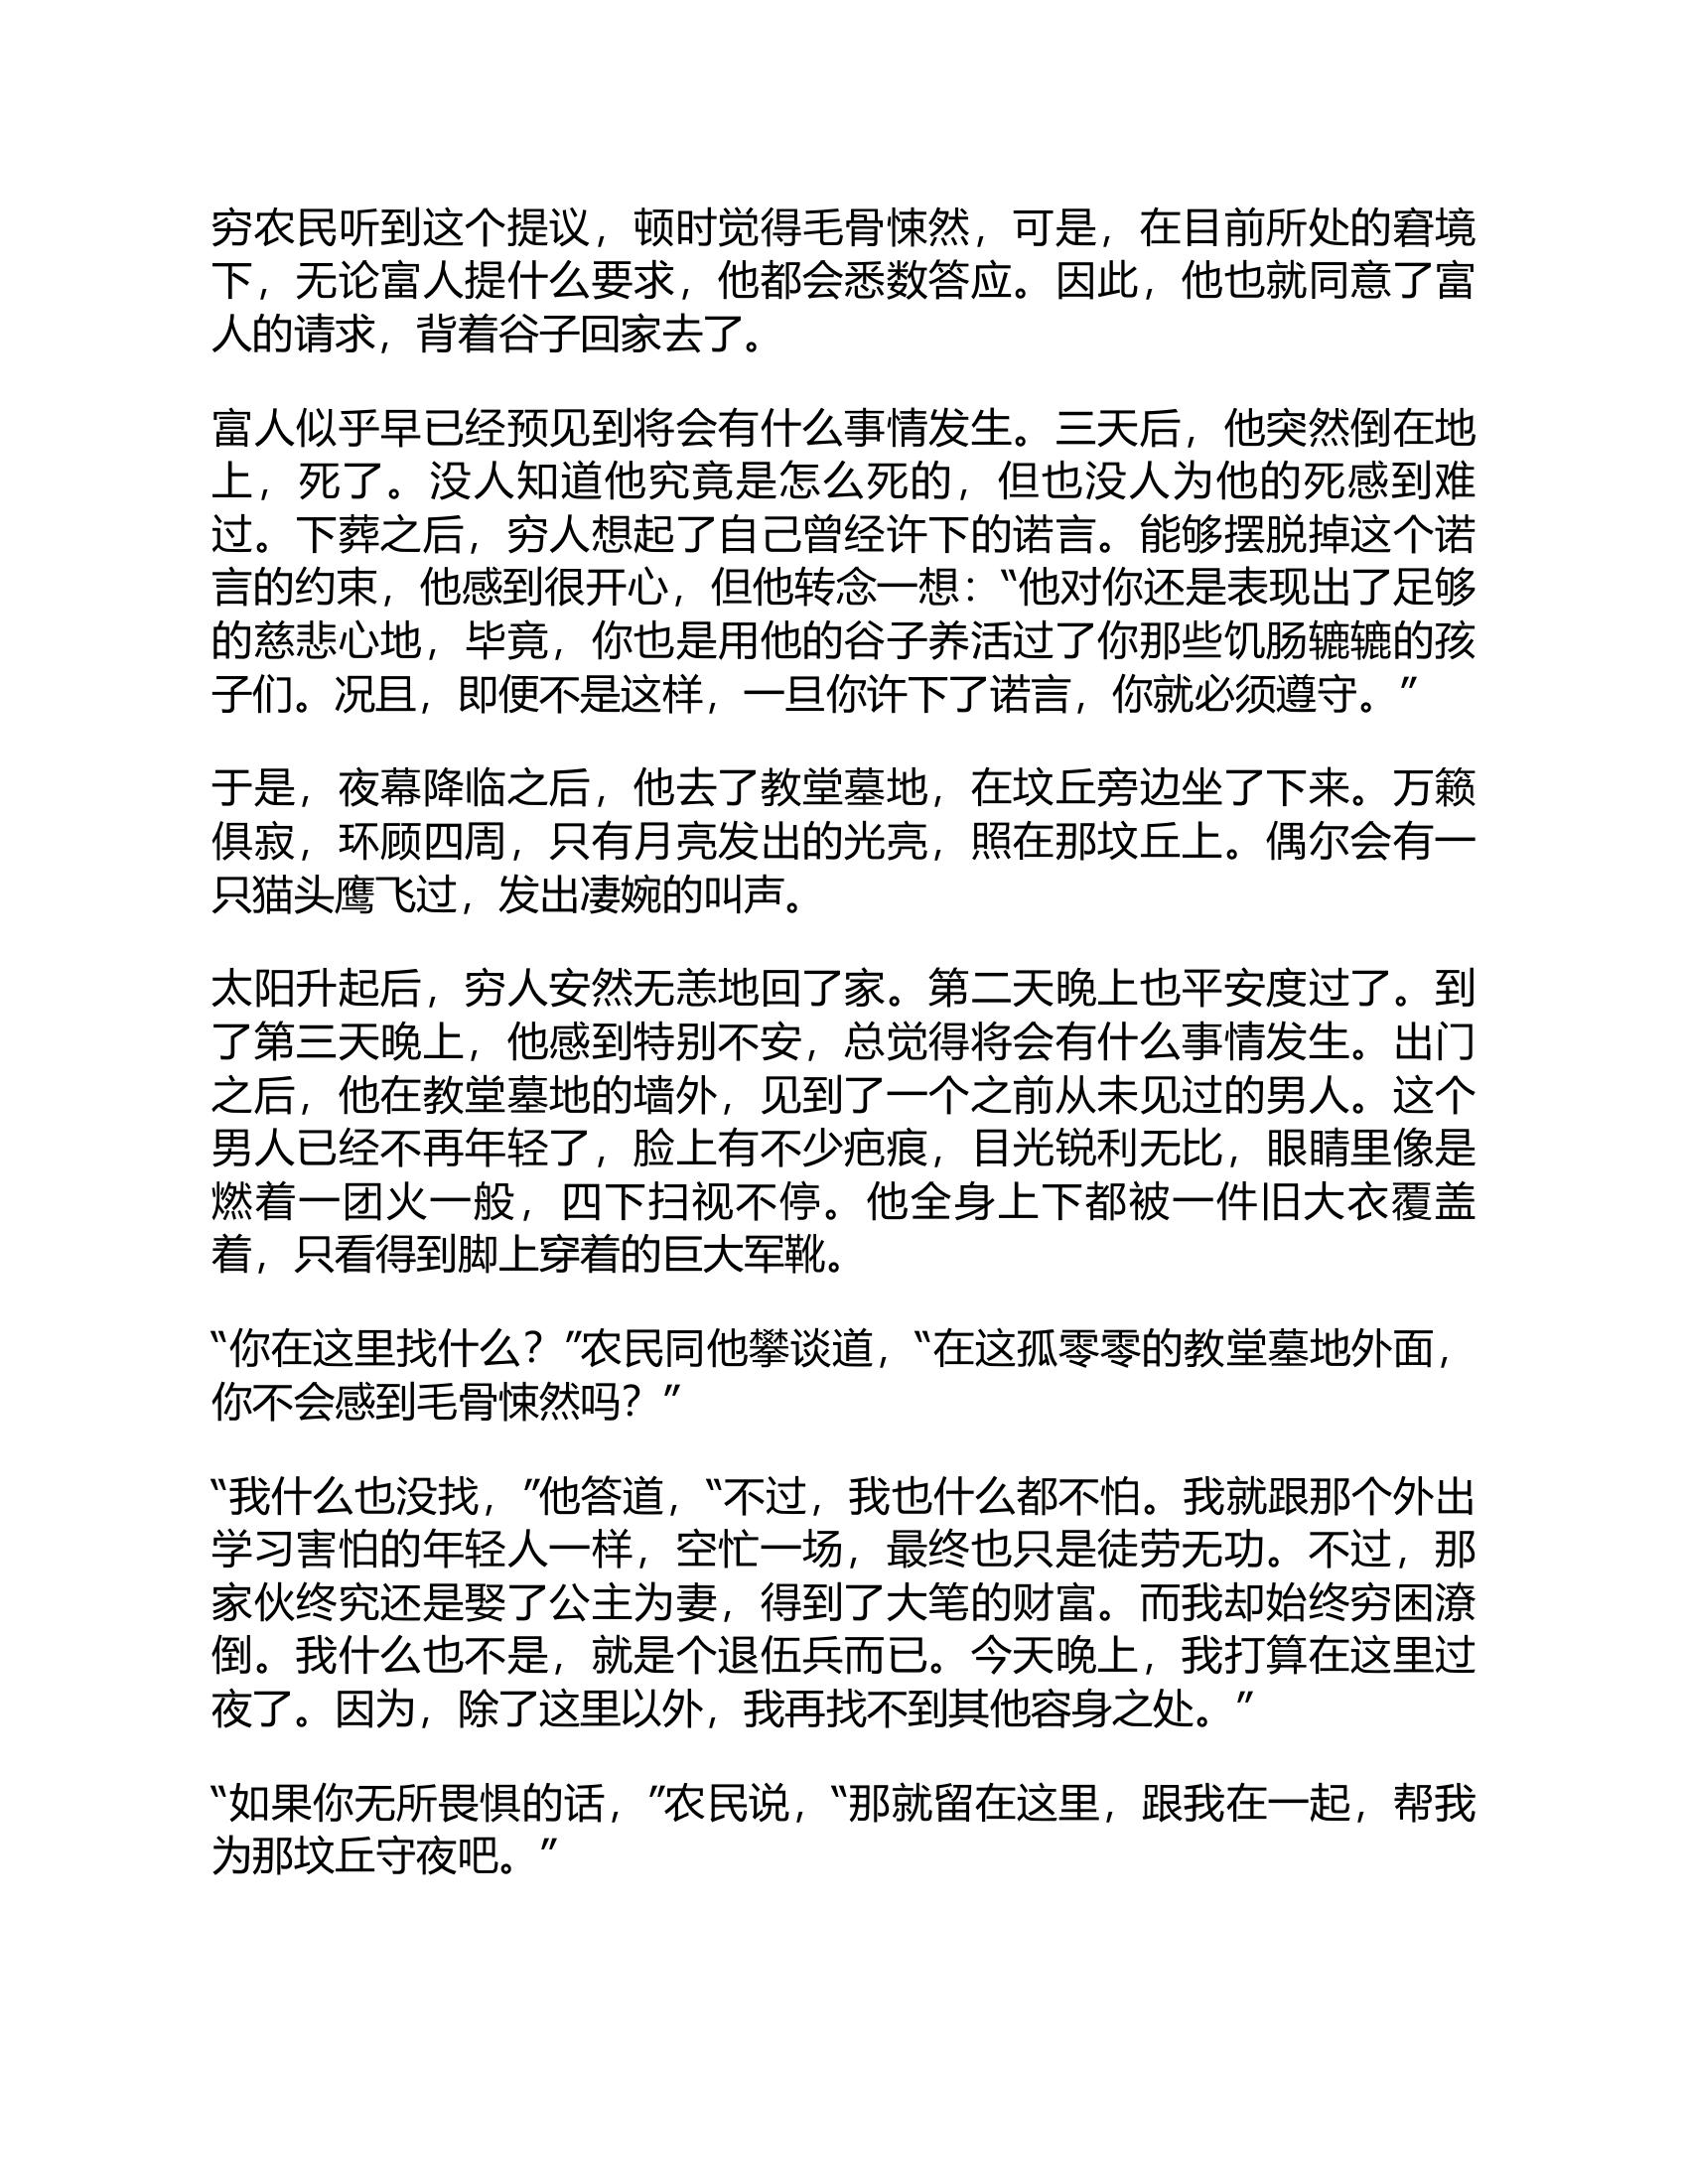 穷农民听到这个提议，顿时觉得毛骨悚然，可是，在目前所处的窘境
下，无论富人提什么要求，他都会悉数答应。因此，他也就同意了富
人的请求，背着谷子回家去了。
富人似乎早已经预见到将会有什么事情发生。三天后，他突然倒在地
上，死了。没人知道他究竟是怎么死的，但也没人为他的死感到难
过。下葬之后，穷人想起了自己曾经许下的诺言。能够摆脱掉这个诺
言的约束，他感到很开心，但他转念一想：“他对你还是表现出了足够
的慈悲心地，毕竟，你也是用他的谷子养活过了你那些饥肠辘辘的孩
子们。况且，即便不是这样，一旦你许下了诺言，你就必须遵守。”
于是，夜幕降临之后，他去了教堂墓地，在坟丘旁边坐了下来。万籁
俱寂，环顾四周，只有月亮发出的光亮，照在那坟丘上。偶尔会有一
只猫头鹰飞过，发出凄婉的叫声。
太阳升起后，穷人安然无恙地回了家。第二天晚上也平安度过了。到
了第三天晚上，他感到特别不安，总觉得将会有什么事情发生。出门
之后，他在教堂墓地的墙外，见到了一个之前从未见过的男人。这个
男人已经不再年轻了，脸上有不少疤痕，目光锐利无比，眼睛里像是
燃着一团火一般，四下扫视不停。他全身上下都被一件旧大衣覆盖
着，只看得到脚上穿着的巨大军靴。
“你在这里找什么？”农民同他攀谈道，“在这孤零零的教堂墓地外面，
你不会感到毛骨悚然吗？”
“我什么也没找，”他答道，“不过，我也什么都不怕。我就跟那个外出
学习害怕的年轻人一样，空忙一场，最终也只是徒劳无功。不过，那
家伙终究还是娶了公主为妻，得到了大笔的财富。而我却始终穷困潦
倒。我什么也不是，就是个退伍兵而已。今天晚上，我打算在这里过
夜了。因为，除了这里以外，我再找不到其他容身之处。”
“如果你无所畏惧的话，”农民说，“那就留在这里，跟我在一起，帮我
为那坟丘守夜吧。”